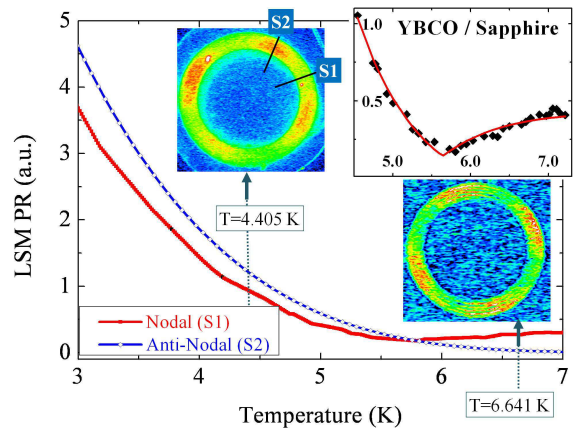 LSM PR (a.u.)
5
4
3
2
1
0
S2
S1
T=4.405 K
YBCO / Sapphire
1.0
0.5
5.0
6.0
7.0
Nodal (S1)
Anti-Nodal (S2)
3
4
5
6
7
Temperature (K)
T=6.641 K